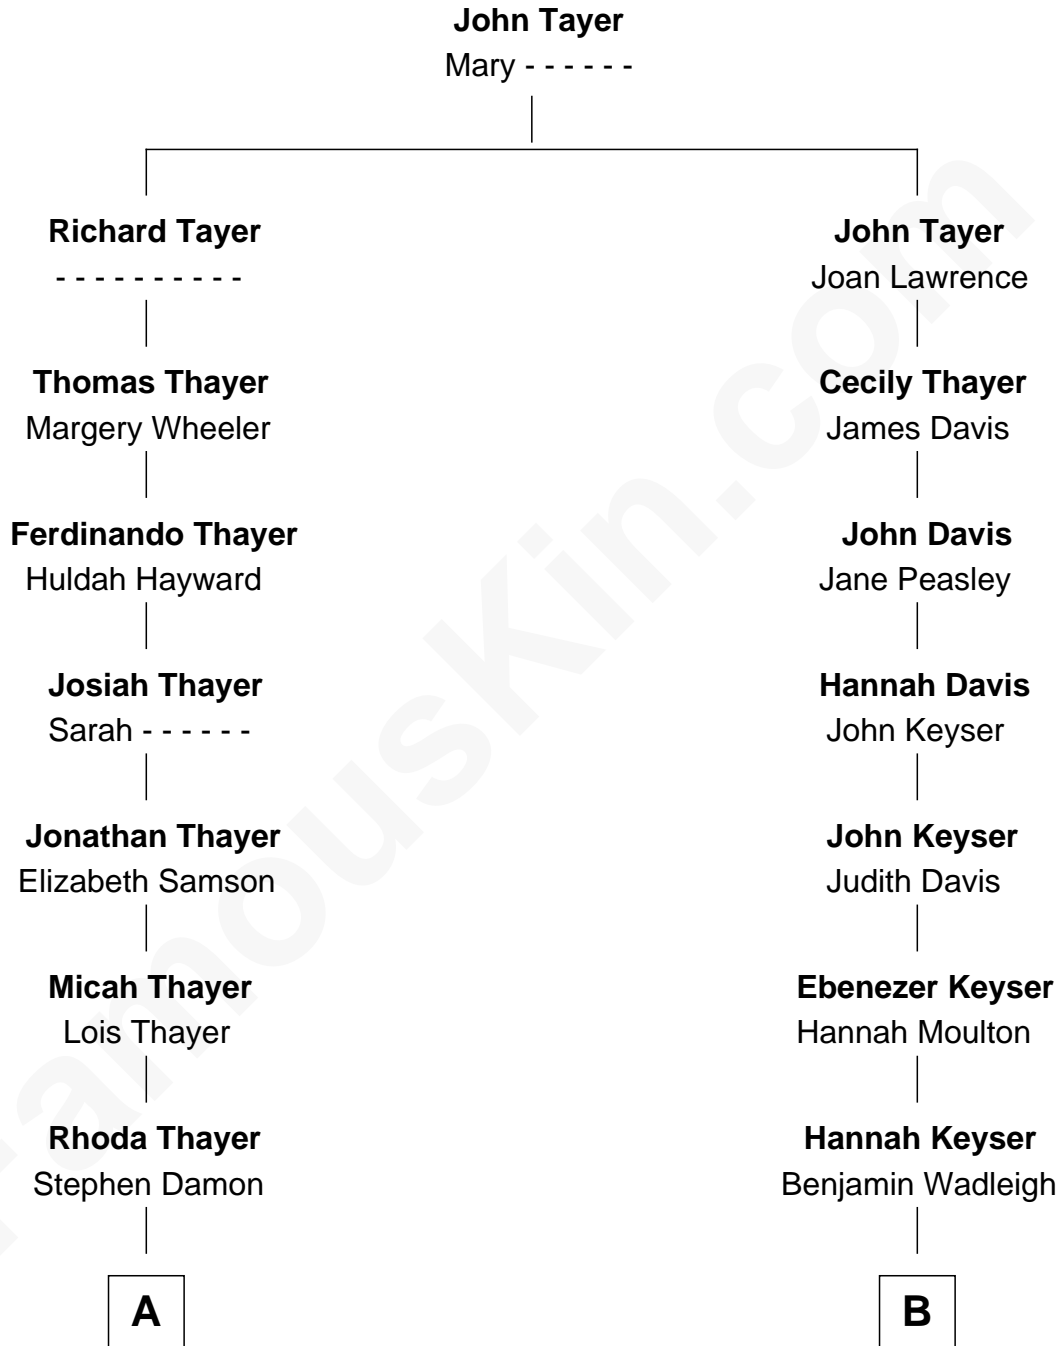 John Tayer
Mary - - - - - -
Richard Tayer
- - - - - - - - - -
Thomas Thayer
Margery Wheeler
Ferdinando Thayer
Huldah Hayward
Josiah Thayer
Sarah - - - - - -
Jonathan Thayer
Elizabeth Samson
Micah Thayer
Lois Thayer
Rhoda Thayer
Stephen Damon
A
John Tayer
Joan Lawrence
Cecily Thayer
James Davis
John Davis
Jane Peasley
Hannah Davis
John Keyser
John Keyser
Judith Davis
Ebenezer Keyser
Hannah Moulton
Hannah Keyser
Benjamin Wadleigh
B
FamousKin.com